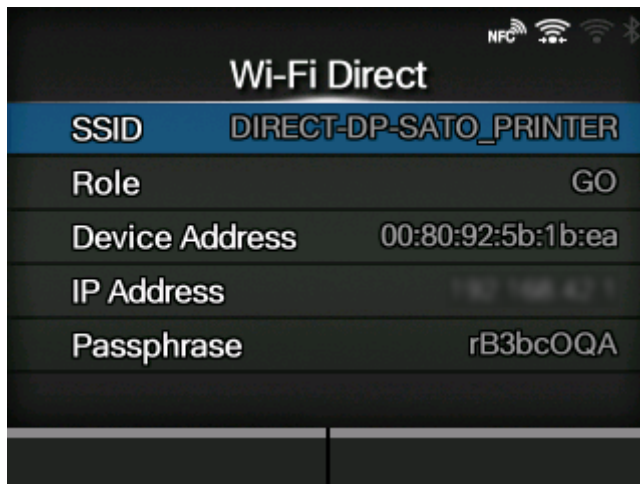 NFC
Wi-Fi Direct
SSID DIRECT-DP-SATO_PRINTER
Role GO
Device Address 00:80:92:5b:1b:ea
IP Address
Passphrase rB3bcOQA